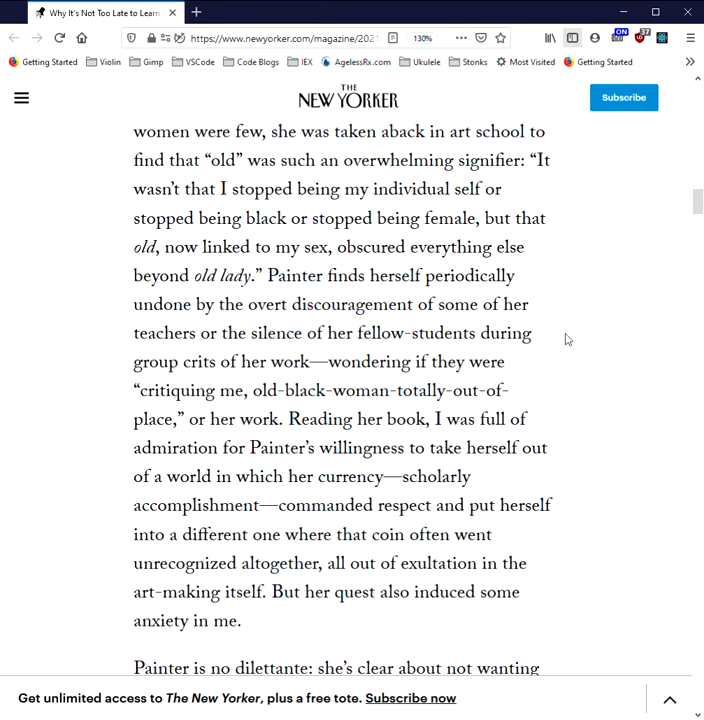 Why It's Not Too Late to Learn
https://www.newyorker.com/magazine/202
130%
ON
37
Getting Started
Violin
Gimp
VSCode
Code Blogs
IEX
AgelessRx.com
Ukulele
Stonks
Most Visited
Getting Started
THE
NEW YORKER
Subscribe
women were few, she was taken aback in art school to
find that “old” was such an overwhelming signifier: “It
wasn’t that I stopped being my individual self or
stopped being black or stopped being female, but that
old, now linked to my sex, obscured everything else
beyond old lady.” Painter finds herself periodically
undone by the overt discouragement of some of her
teachers or the silence of her fellow-students during
group crits of her work—wondering if they were
“critiquing me, old-black-woman-totally-out-of-
place,” or her work. Reading her book, I was full of
admiration for Painter’s willingness to take herself out
of a world in which her currency—scholarly
accomplishment—commanded respect and put herself
into a different one where that coin often went
unrecognized altogether, all out of exultation in the
art-making itself. But her quest also induced some
anxiety in me.
Painter is no dilettante: she’s clear about not wanting
Get unlimited access to The New Yorker, plus a free tote. Subscribe now